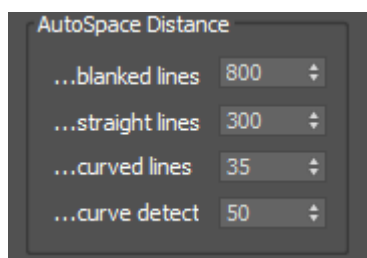 AutoSpace Distance
...blanked lines 800
...straight lines 300
...curved lines 35
...curve detect 50